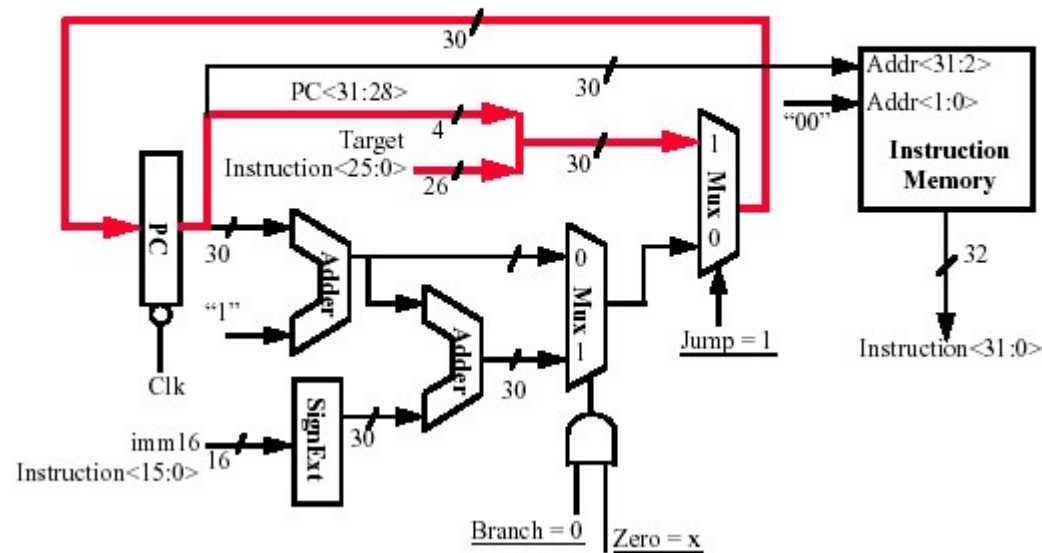 30
30
Addr<31:2>
PC<31:28>
4
Target
30
“00”
Addr<1:0>
Instruction<25:0>
26
1
Mux
0
Instruction
Memory
PC
30
Adder
0
Mux
1
32
“1”
Adder
30
Jump = 1
Instruction<31:0>
Clk
SignExt
30
imm16
16
Instruction<15:0>
Branch = 0
Zero = x